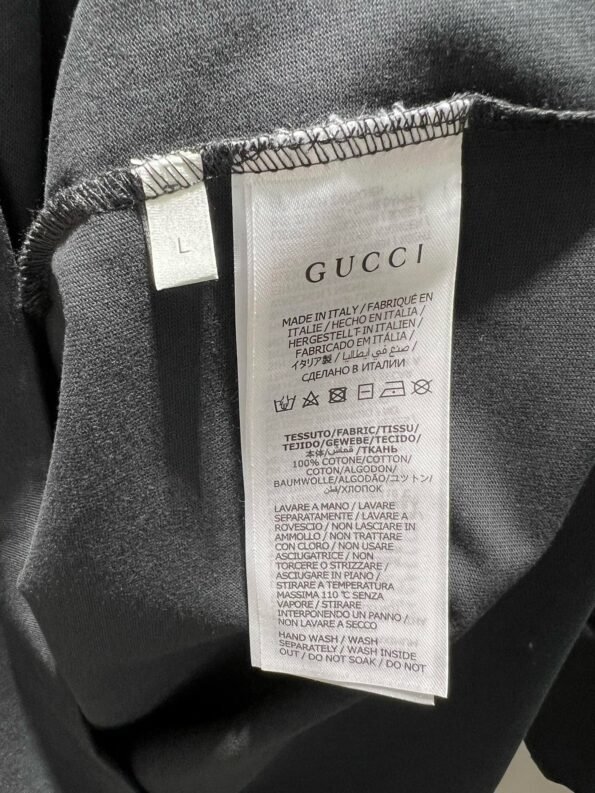 L
GUCCI
MADE IN ITALY / FABRIQUÉ EN
ITALIE / HECHO EN ITALIA /
HERGESTELLT IN ITALIEN /
FABRICADO EM ITÁLIA /
イタリア製 / صنع في ايطاليا /
СДЕЛАНО В ИТАЛИИ
TESSUTO/FABRIC/TISSU/
TEJIDO/GEWEBE/TECIDO/
本体/قماش/ТКАНЬ
100% COTONE/COTTON/
COTON/ALGODON/
BAUMWOLLE/ALGODÃO/ユツトン/
قطن/ХЛОПОК
LAVARE A MANO / LAVARE
SEPARATAMENTE / LAVARE A
ROVESCIO / NON LASCIARE IN
AMMOLLO / NON TRATTARE
CON CLORO / NON USARE
ASCIUGATRICE / NON
TORCERE O STRIZZARE /
ASCIUGARE IN PIANO /
STIRARE A TEMPERATURA
MASSIMA 110 ℃ SENZA
VAPORE / STIRARE
INTERPONENDO UN PANNO /
NON LAVARE A SECCO
HAND WASH / WASH
SEPARATELY / WASH INSIDE
OUT / DO NOT SOAK / DO NOT